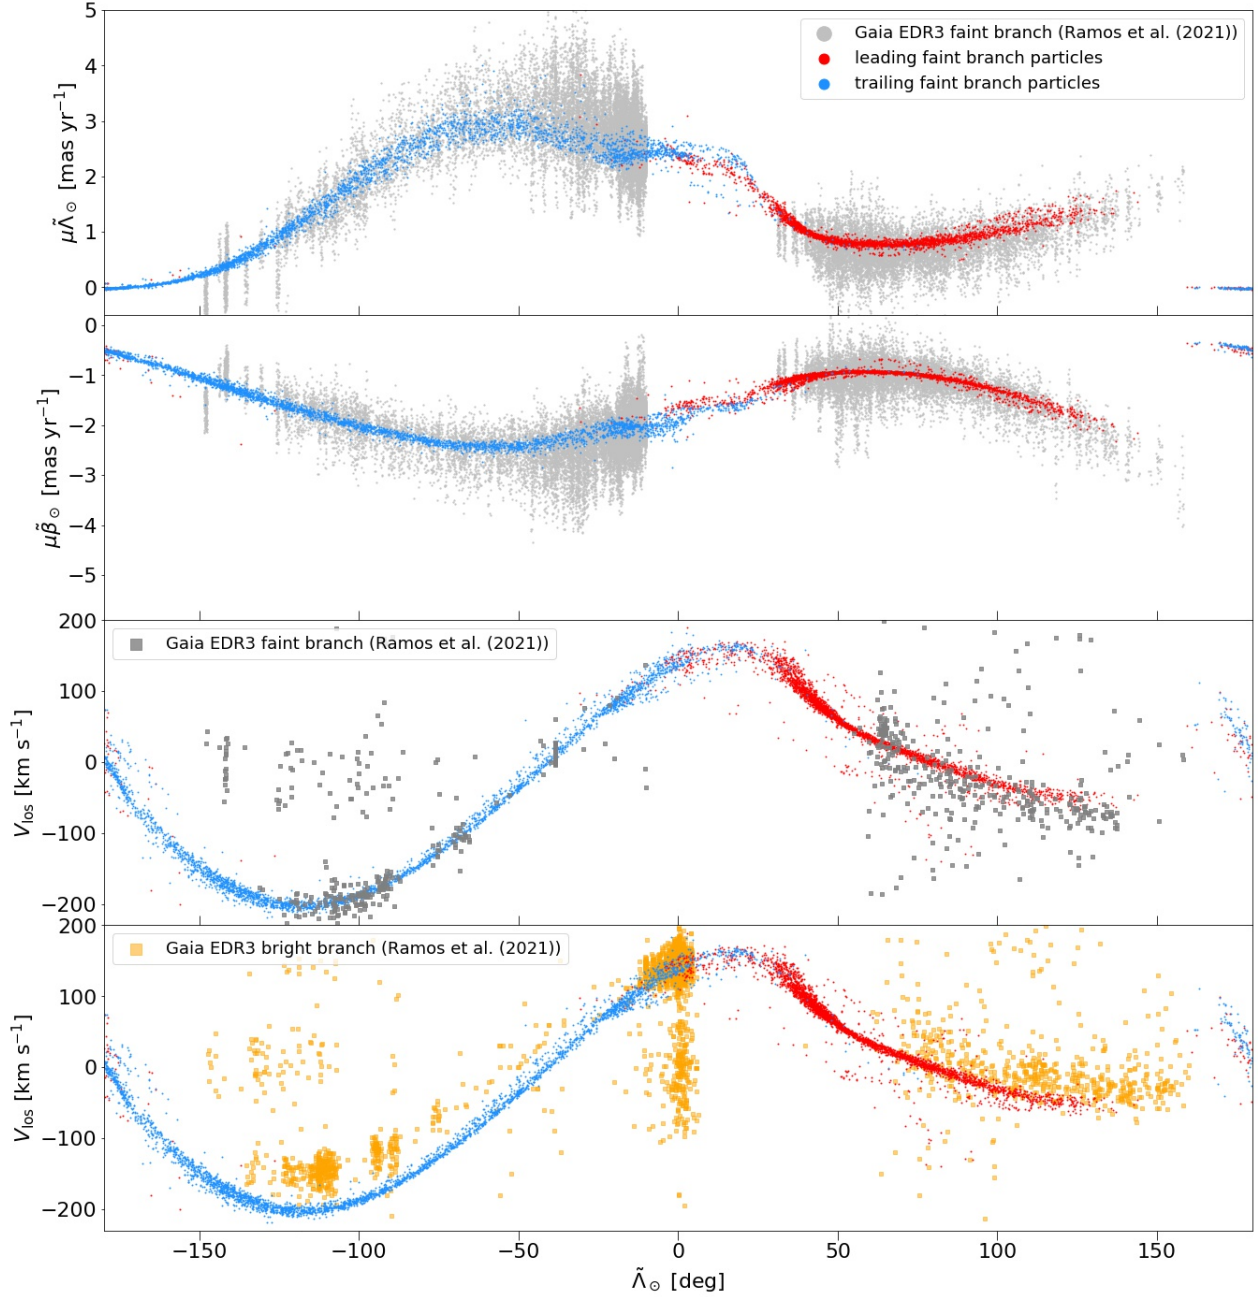 5
4
3
2
1
0
μΛ̃⊙ [mas yr⁻¹]
Gaia EDR3 faint branch (Ramos et al. (2021))
leading faint branch particles
trailing faint branch particles
0
−1
−2
−3
−4
−5
μβ̃⊙ [mas yr⁻¹]
200
100
0
−100
−200
V_los [km s⁻¹]
Gaia EDR3 faint branch (Ramos et al. (2021))
200
100
0
−100
−200
V_los [km s⁻¹]
Gaia EDR3 bright branch (Ramos et al. (2021))
−150 −100 −50 0 50 100 150
Λ̃⊙ [deg]